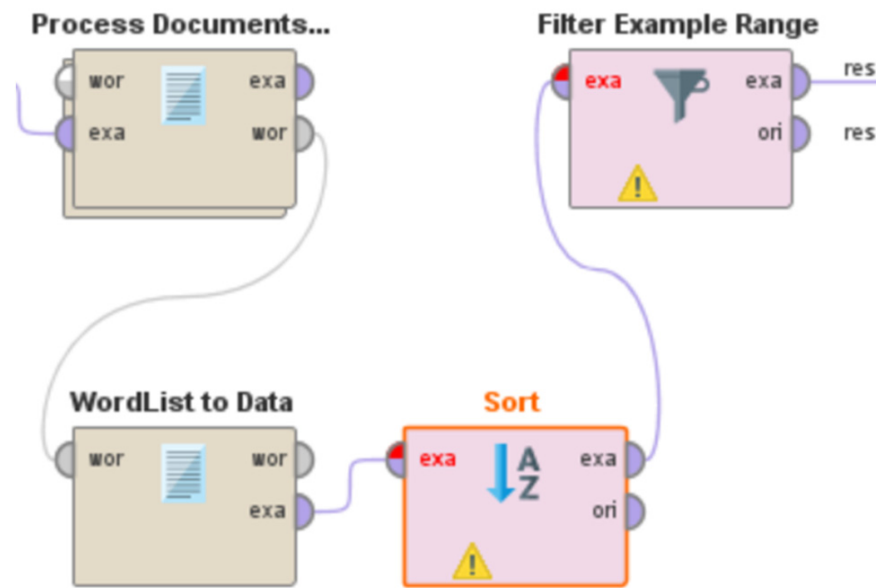 Process Documents...
wor exa
exa wor
Filter Example Range
exa exa res
ori res
WordList to Data
wor wor
exa
Sort
exa A Z exa
ori